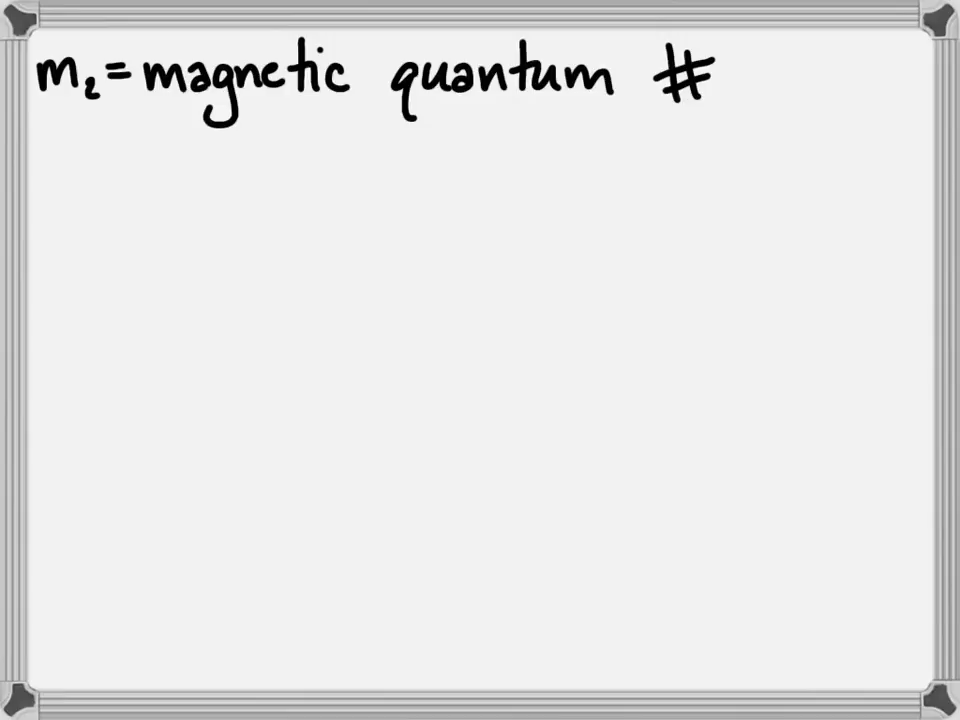 mₗ = magnetic quantum #